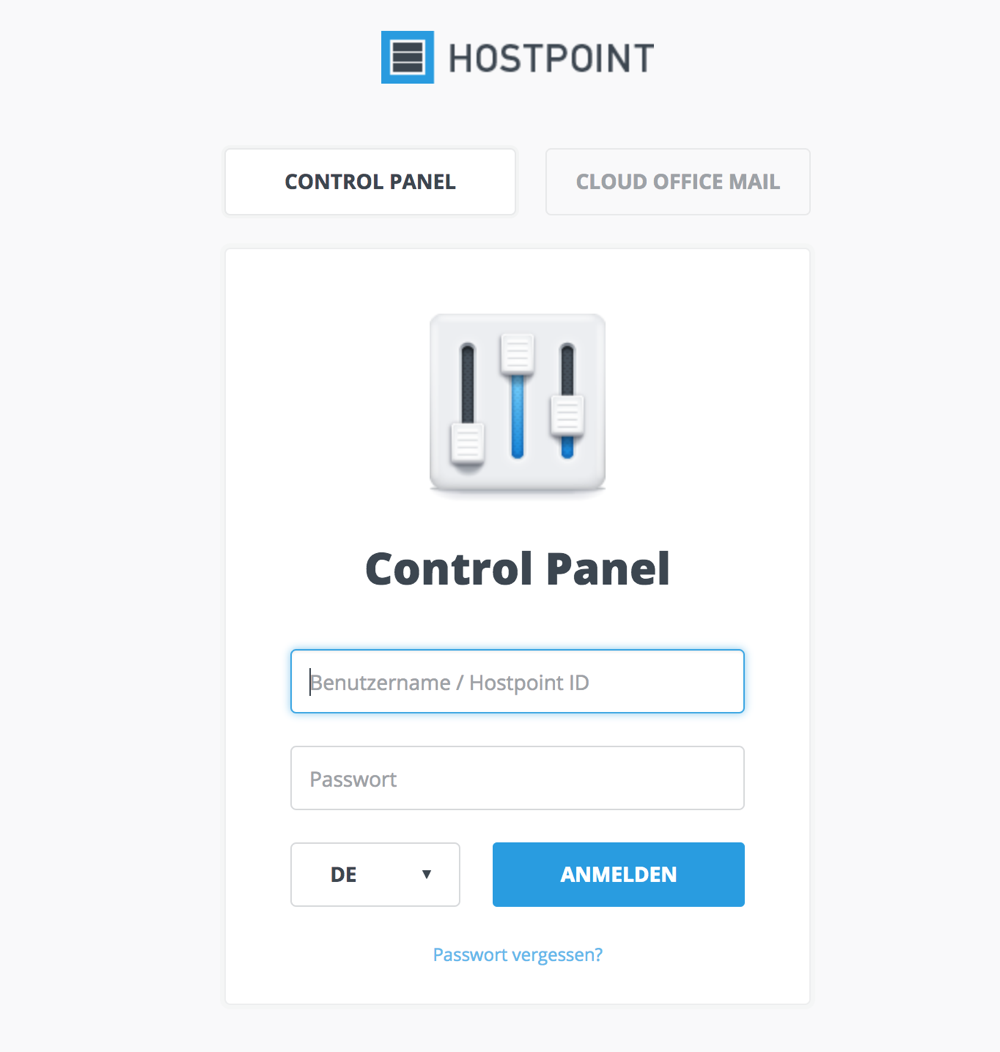 HOSTPOINT
CONTROL PANEL
CLOUD OFFICE MAIL
Control Panel
Benutzername / Hostpoint ID
Passwort
DE
ANMELDEN
Passwort vergessen?